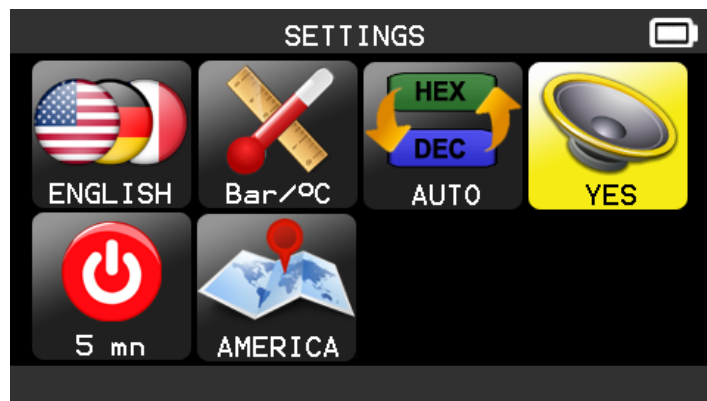 SETTINGS
HEX
DEC
ENGLISH
Bar/ºC
AUTO
YES
5 mn
AMERICA